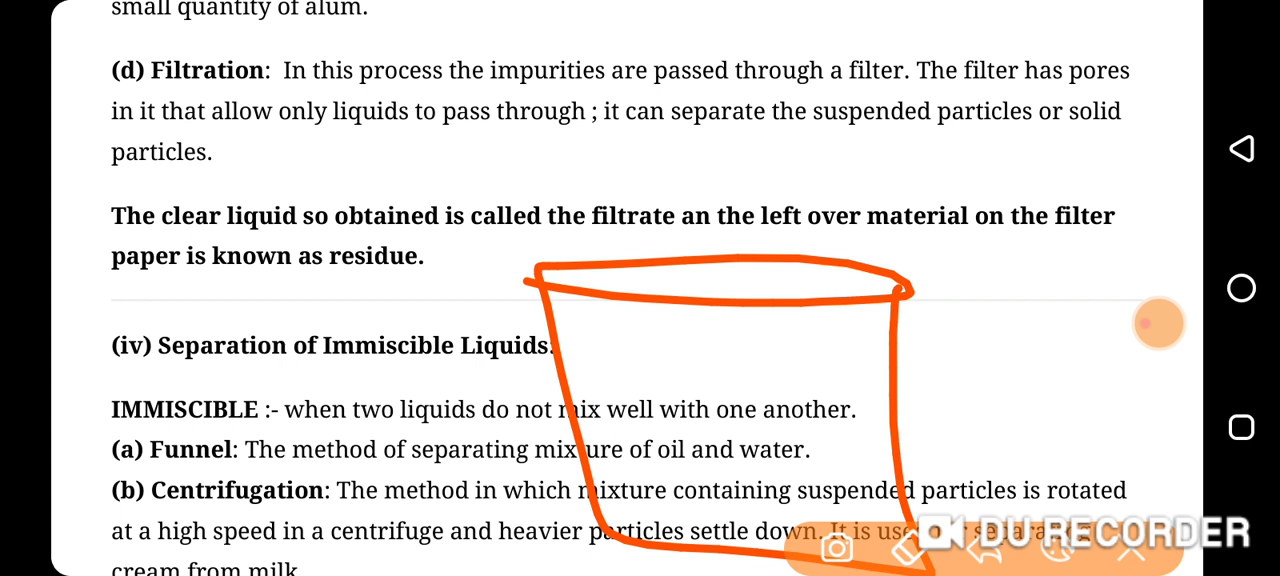 small quantity of alum.
(d) Filtration: In this process the impurities are passed through a filter. The filter has pores
in it that allow only liquids to pass through ; it can separate the suspended particles or solid
particles.
The clear liquid so obtained is called the filtrate an the left over material on the filter
paper is known as residue.
(iv) Separation of Immiscible Liquids:
IMMISCIBLE :- when two liquids do not mix well with one another.
(a) Funnel: The method of separating mixture of oil and water.
(b) Centrifugation: The method in which mixture containing suspended particles is rotated
at a high speed in a centrifuge and heavier particles settle down. It is used
cream from milk
DU RECORDER